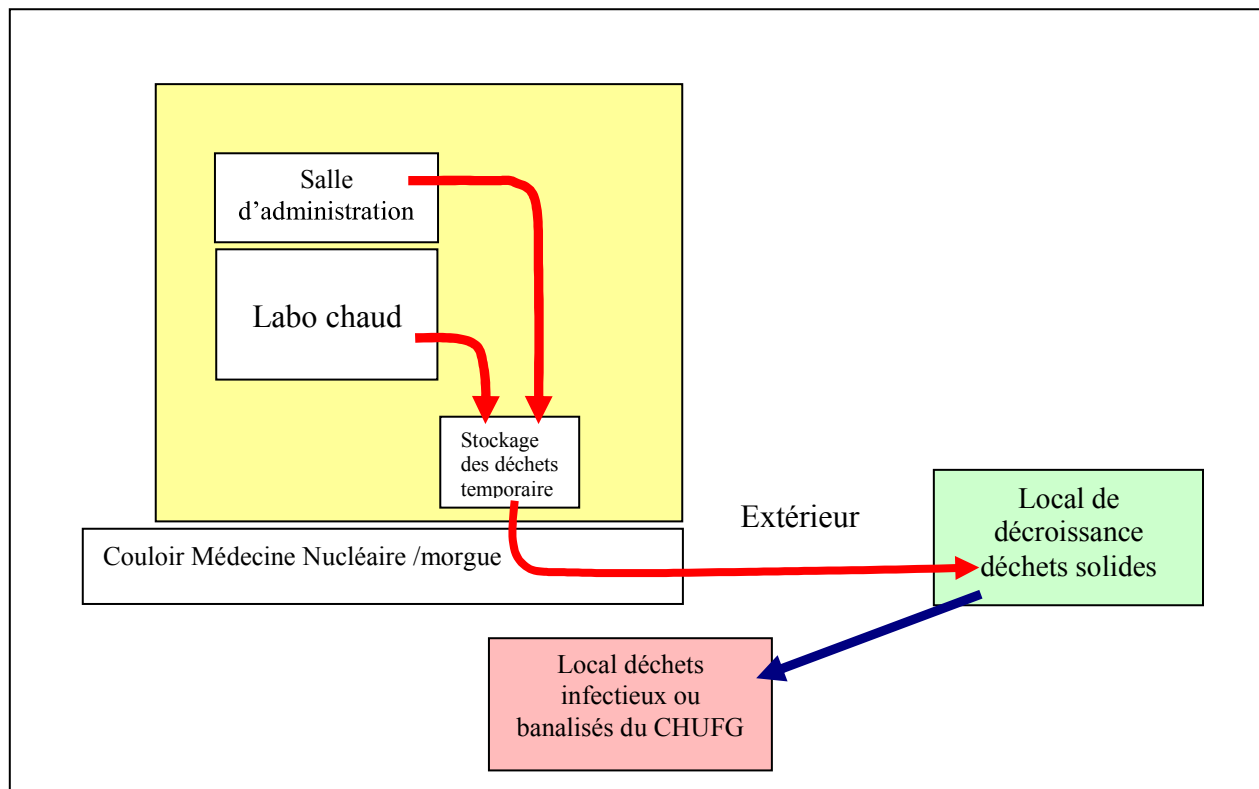 Salle
d’administration
Labo chaud
Stockage
des déchets
temporaire
Couloir Médecine Nucléaire /morgue
Extérieur
Local de
décroissance
déchets solides
Local déchets
infectieux ou
banalisés du CHUFG